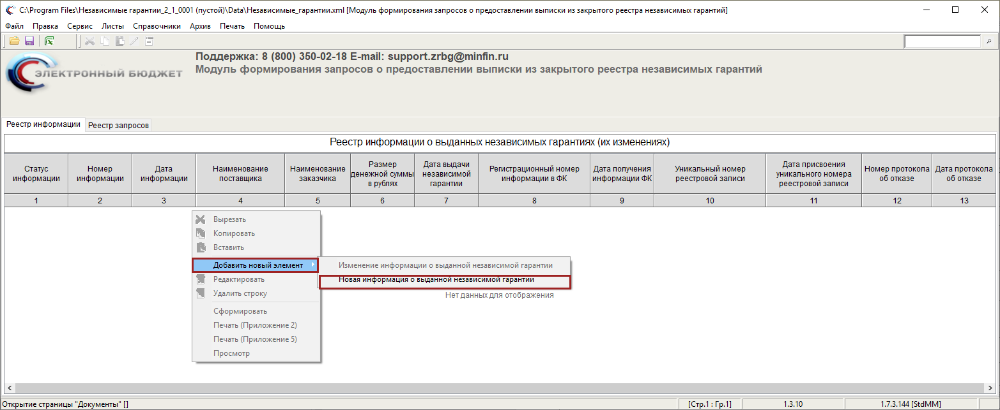 C:\Program Files\Независимые гарантии_2_1_0001 (пустой)\Data\Независимые_гарантии.xml [Модуль формирования запросов о предоставлении выписки из закрытого реестра независимых гарантий]
Файл Правка Сервис Листы Справочники Архив Печать Помощь
Поддержка: 8 (800) 350-02-18 E-mail: support.zrbg@minfin.ru
Модуль формирования запросов о предоставлении выписки из закрытого реестра независимых гарантий
ЭЛЕКТРОННЫЙ БЮДЖЕТ
Реестр информации Реестр запросов
Реестр информации о выданных независимых гарантиях (их изменениях)
Статус
информации
Номер
информации
Дата
информации
Наименование
поставщика
Наименование
заказчика
Размер
денежной суммы
в рублях
Дата выдачи
независимой
гарантии
Регистрационный номер
информации в ФК
Дата получения
информации ФК
Уникальный номер
реестровой записи
Дата присвоения
уникального номера
реестровой записи
Номер протокола
об отказе
Дата протокола
об отказе
1 2 3 4 5 6 7 8 9 10 11 12 13
Вырезать
Копировать
Вставить
Добавить новый элемент
Редактировать
Удалить строку
Сформировать
Печать (Приложение 2)
Печать (Приложение 5)
Просмотр
Изменение информации о выданной независимой гарантии
Новая информация о выданной независимой гарантии
Нет данных для отображения
Открытие страницы "Документы" [] [Стр.1 : Гр.1] 1.3.10 1.7.3.144 [StdMM]